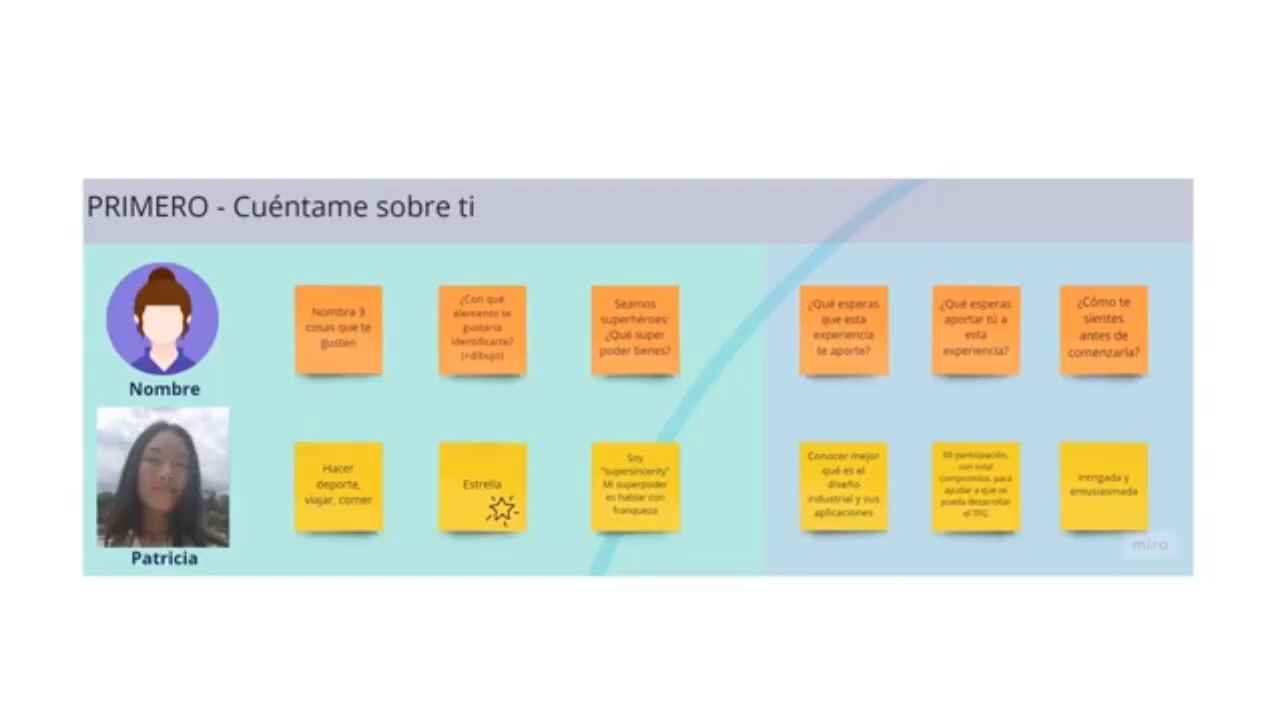 PRIMERO - Cuéntame sobre ti
Nombra 3
cosas que te
gusten
¿Con qué
elemento te
gustaría
identificarte?
(+dibujo)
Seamos
superhéroes:
¿Qué super
poder tienes?
¿Qué esperas
que esta
experiencia
te aporte?
¿Qué esperas
aportar tú a
esta
experiencia?
¿Cómo te
sientes
antes de
comenzarla?
Nombre
Hacer
deporte,
viajar, comer
Estrella
Soy
"supersincerity"
Mi superpoder
es hablar con
franqueza
Conocer mejor
qué es el
diseño
industrial y sus
aplicaciones
Mi participación,
con total
compromiso, para
ayudar a que se
pueda desarrollar
el TFG
Intrigada y
entusiasmada
Patricia
miro